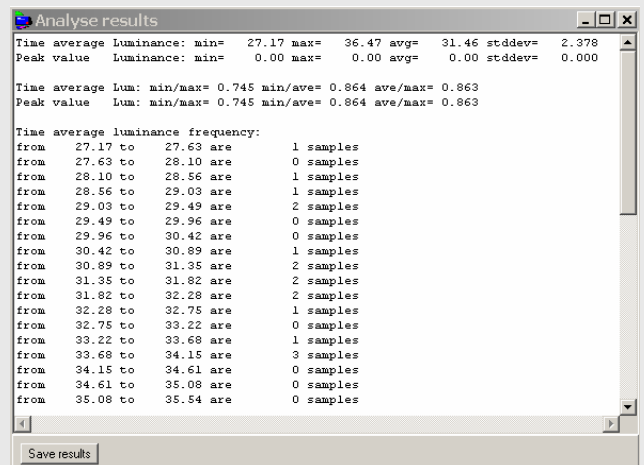 Analyse results
Time average Luminance: min= 27.17 max= 36.47 avg= 31.46 stddev= 2.378
Peak value Luminance: min= 0.00 max= 0.00 avg= 0.00 stddev= 0.000
Time average Lum: min/max= 0.745 min/ave= 0.864 ave/max= 0.863
Peak value Lum: min/max= 0.745 min/ave= 0.864 ave/max= 0.863
Time average luminance frequency:
from 27.17 to 27.63 are 1 samples
from 27.63 to 28.10 are 0 samples
from 28.10 to 28.56 are 1 samples
from 28.56 to 29.03 are 1 samples
from 29.03 to 29.49 are 2 samples
from 29.49 to 29.96 are 0 samples
from 29.96 to 30.42 are 0 samples
from 30.42 to 30.89 are 1 samples
from 30.89 to 31.35 are 2 samples
from 31.35 to 31.82 are 2 samples
from 31.82 to 32.28 are 2 samples
from 32.28 to 32.75 are 1 samples
from 32.75 to 33.22 are 0 samples
from 33.22 to 33.68 are 1 samples
from 33.68 to 34.15 are 3 samples
from 34.15 to 34.61 are 0 samples
from 34.61 to 35.08 are 0 samples
from 35.08 to 35.54 are 0 samples
Save results